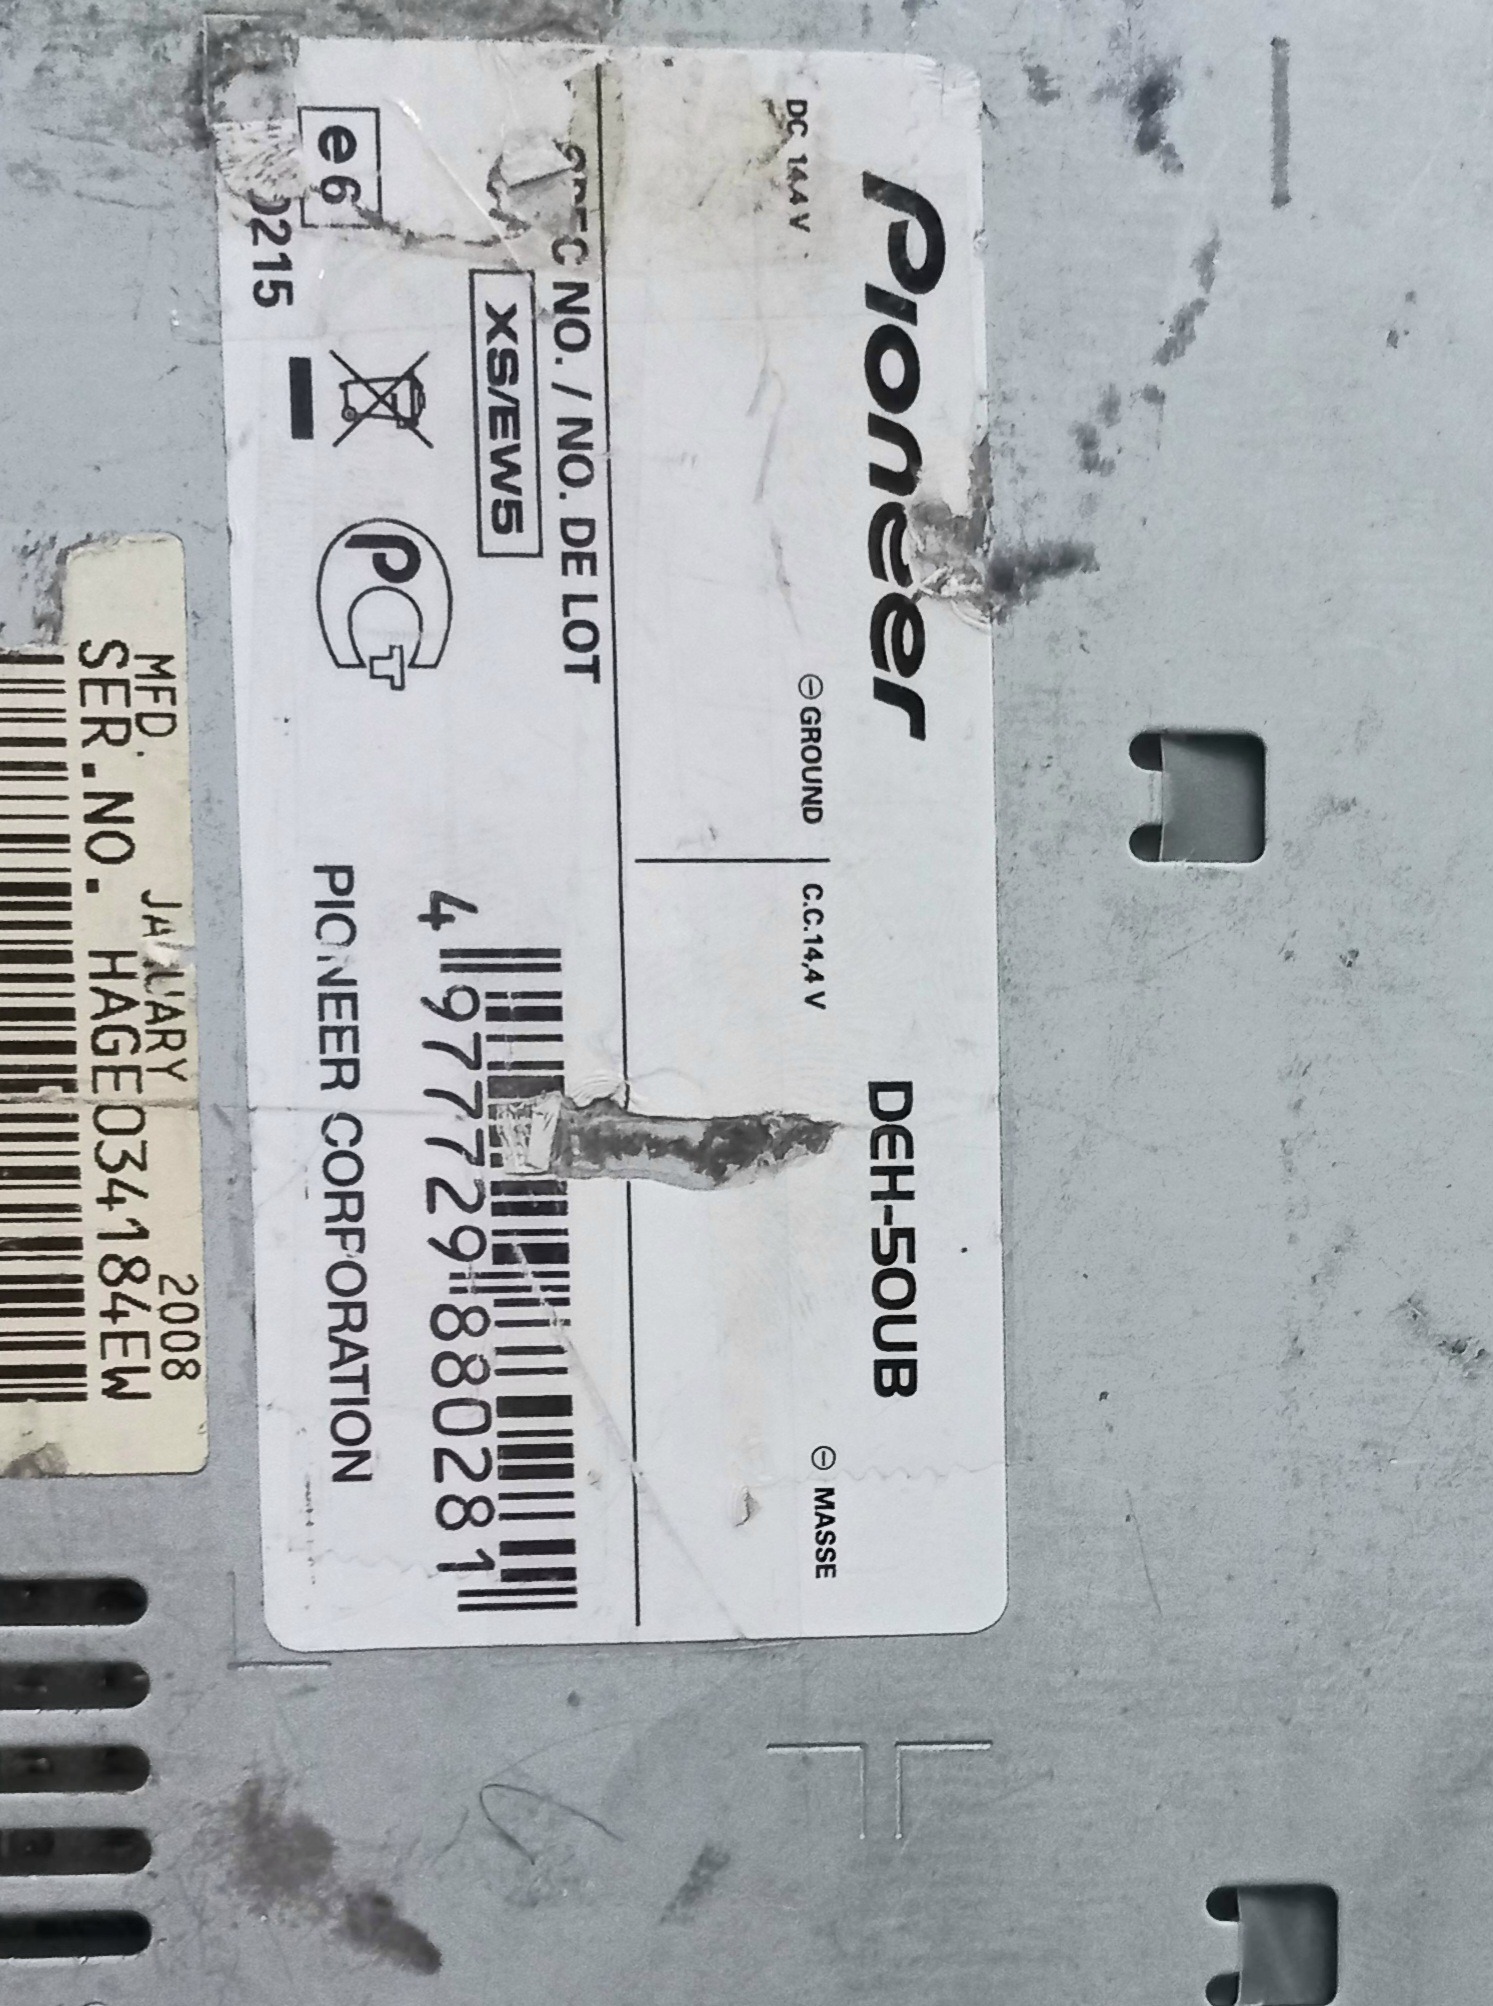 Pioneer DEH-50UB
DC 14.4 V ⊖ GROUND C.C.14,4 V ⊖ MASSE
NO. / NO. DE LOT
XS/EW5
4 977729 880281
e6
215
PIONEER CORPORATION
MFD. JANUARY 2008
SER.NO. HAGE034184EW